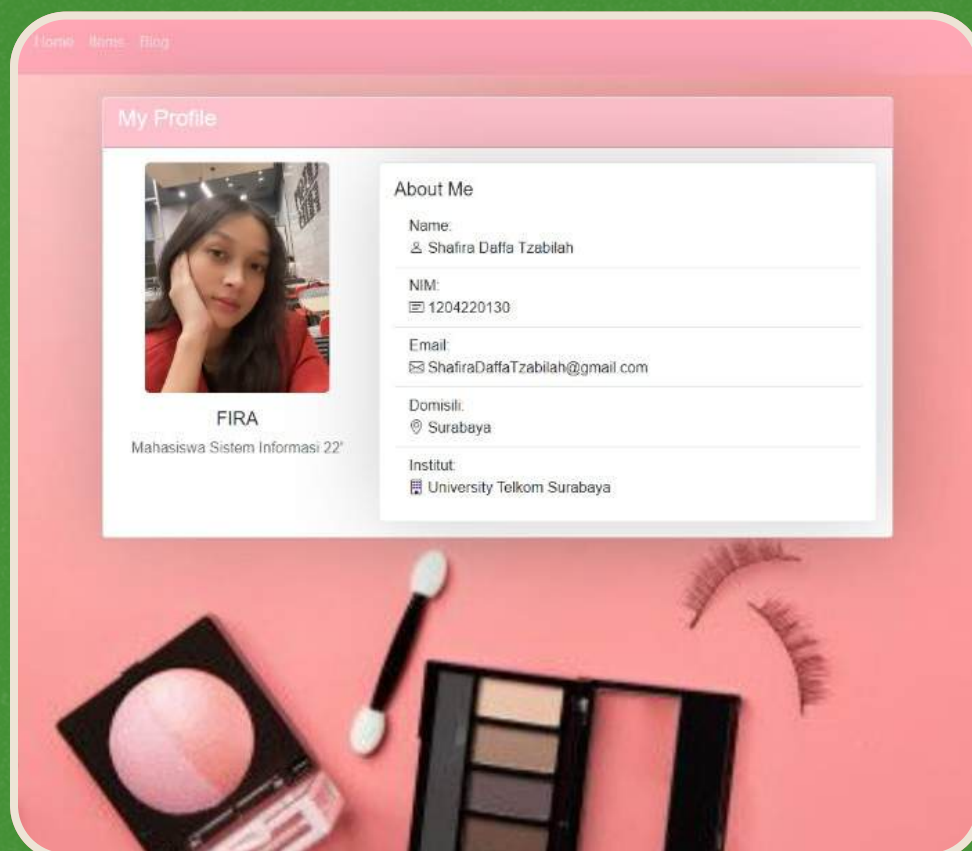 Home Items Blog
My Profile
About Me
Name:
Shafira Daffa Tzabilah
NIM:
1204220130
Email:
ShafiraDaffaTzabilah@gmail.com
Domisili:
Surabaya
Institut:
University Telkom Surabaya
FIRA
Mahasiswa Sistem Informasi 22'